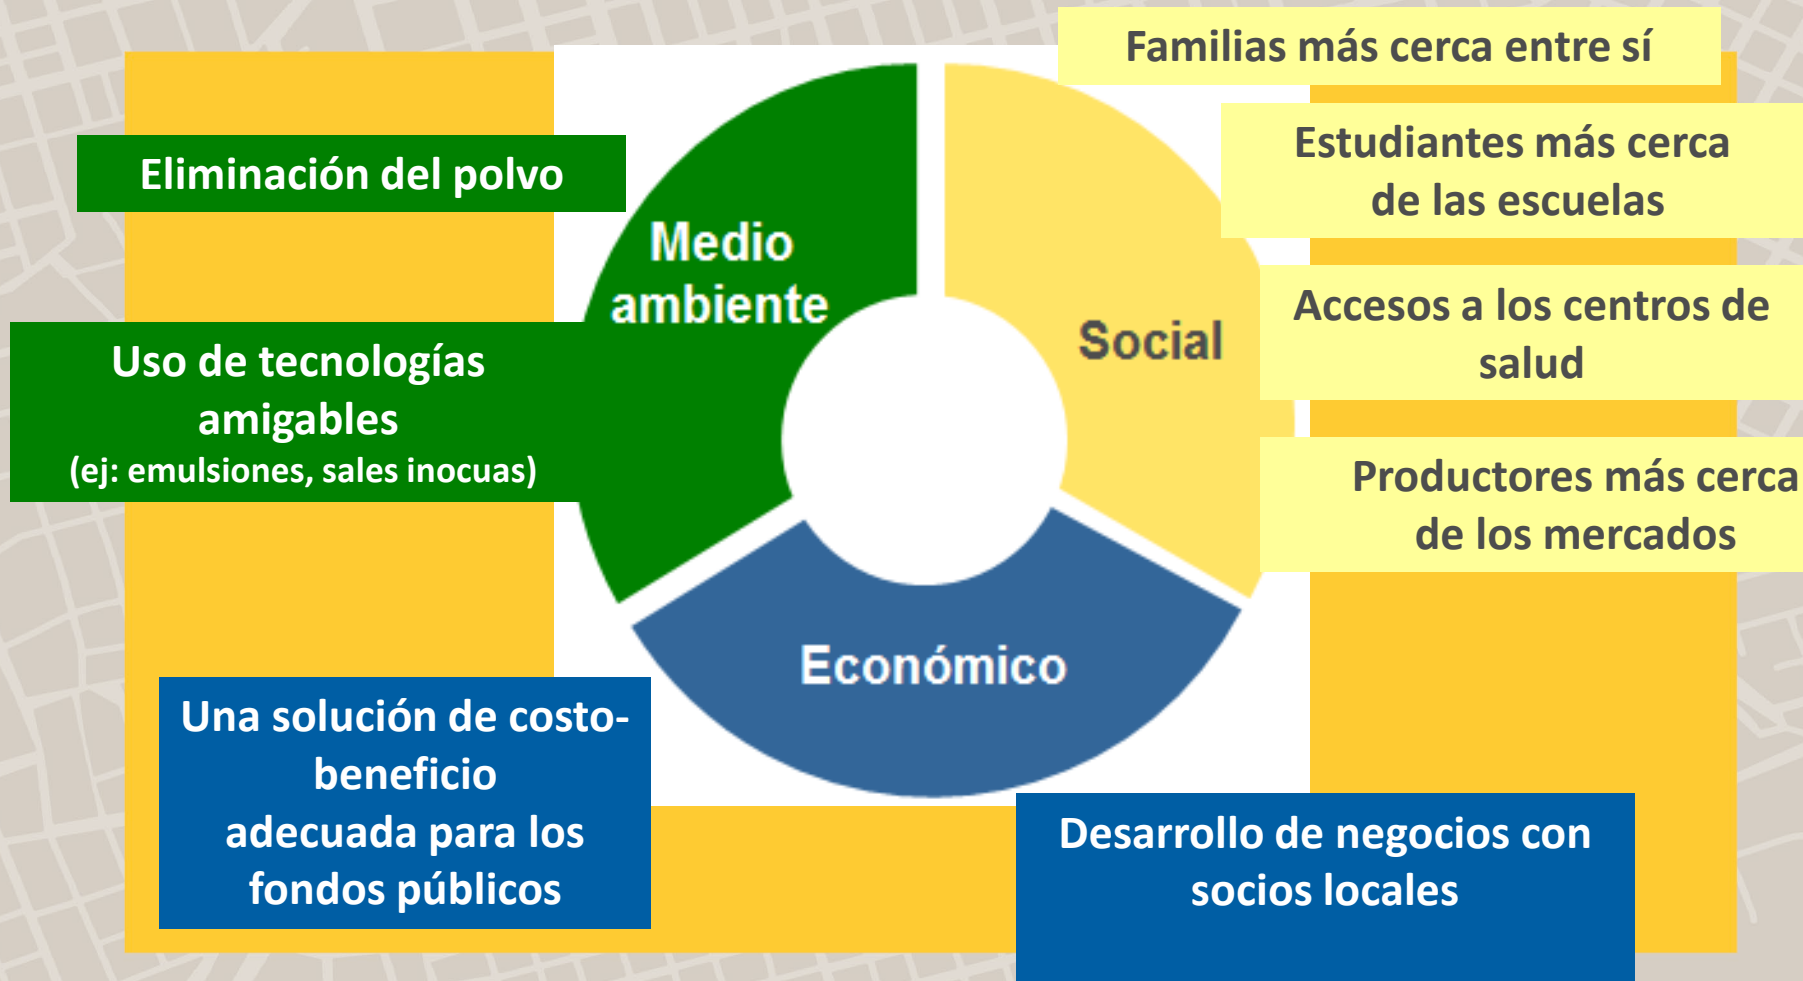 Familias más cerca entre sí
Estudiantes más cerca
de las escuelas
Eliminación del polvo
Medio
ambiente
Social
Accesos a los centros de
salud
Uso de tecnologías
amigables
(ej: emulsiones, sales inocuas)
Productores más cerca
de los mercados
Económico
Una solución de costo-
beneficio
adecuada para los
fondos públicos
Desarrollo de negocios con
socios locales